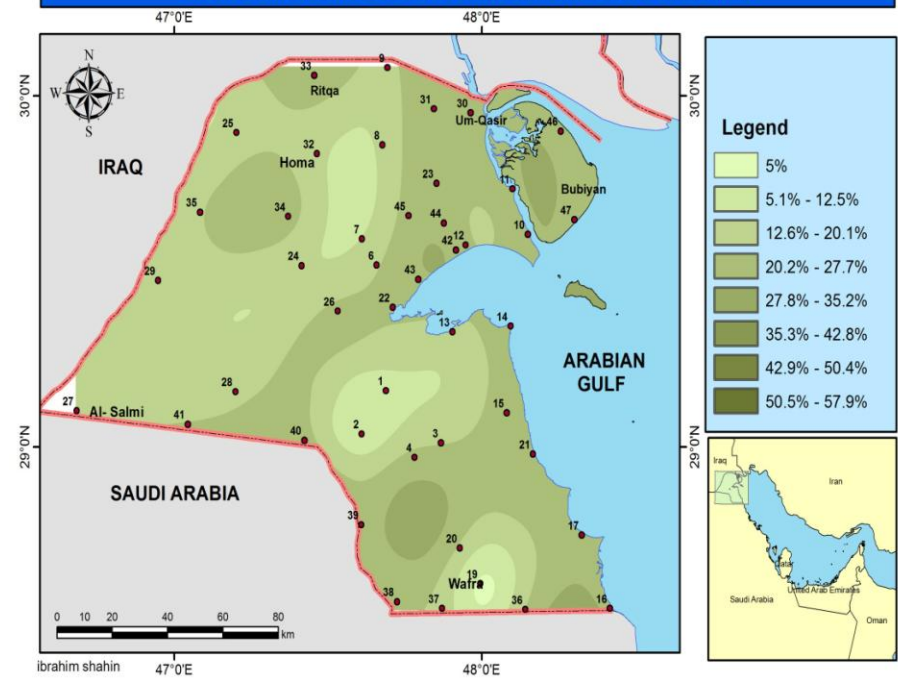 47°0'E 48°0'E
30°0'N 30°0'N
29°0'N 29°0'N
N
W E
S
33
Ritqa
9
31
30
Um-Qasir
46
25
8
32
Homa
IRAQ
23
11
Bubiyan
35
34
45
44
47
7
42 12
10
24
6
29
43
26
22
13
14
ARABIAN
GULF
28
1
27
Al- Salmi
41
15
2
40
3
4
21
SAUDI ARABIA
39
17
20
19
Wafra
38
37
36
16
0 10 20 40 60 80
km
ibrahim shahin
47°0'E 48°0'E
Legend
5%
5.1% - 12.5%
12.6% - 20.1%
20.2% - 27.7%
27.8% - 35.2%
35.3% - 42.8%
42.9% - 50.4%
50.5% - 57.9%
Iraq
Iran
Qatar
United Arab Emirates
Saudi Arabia
Oman